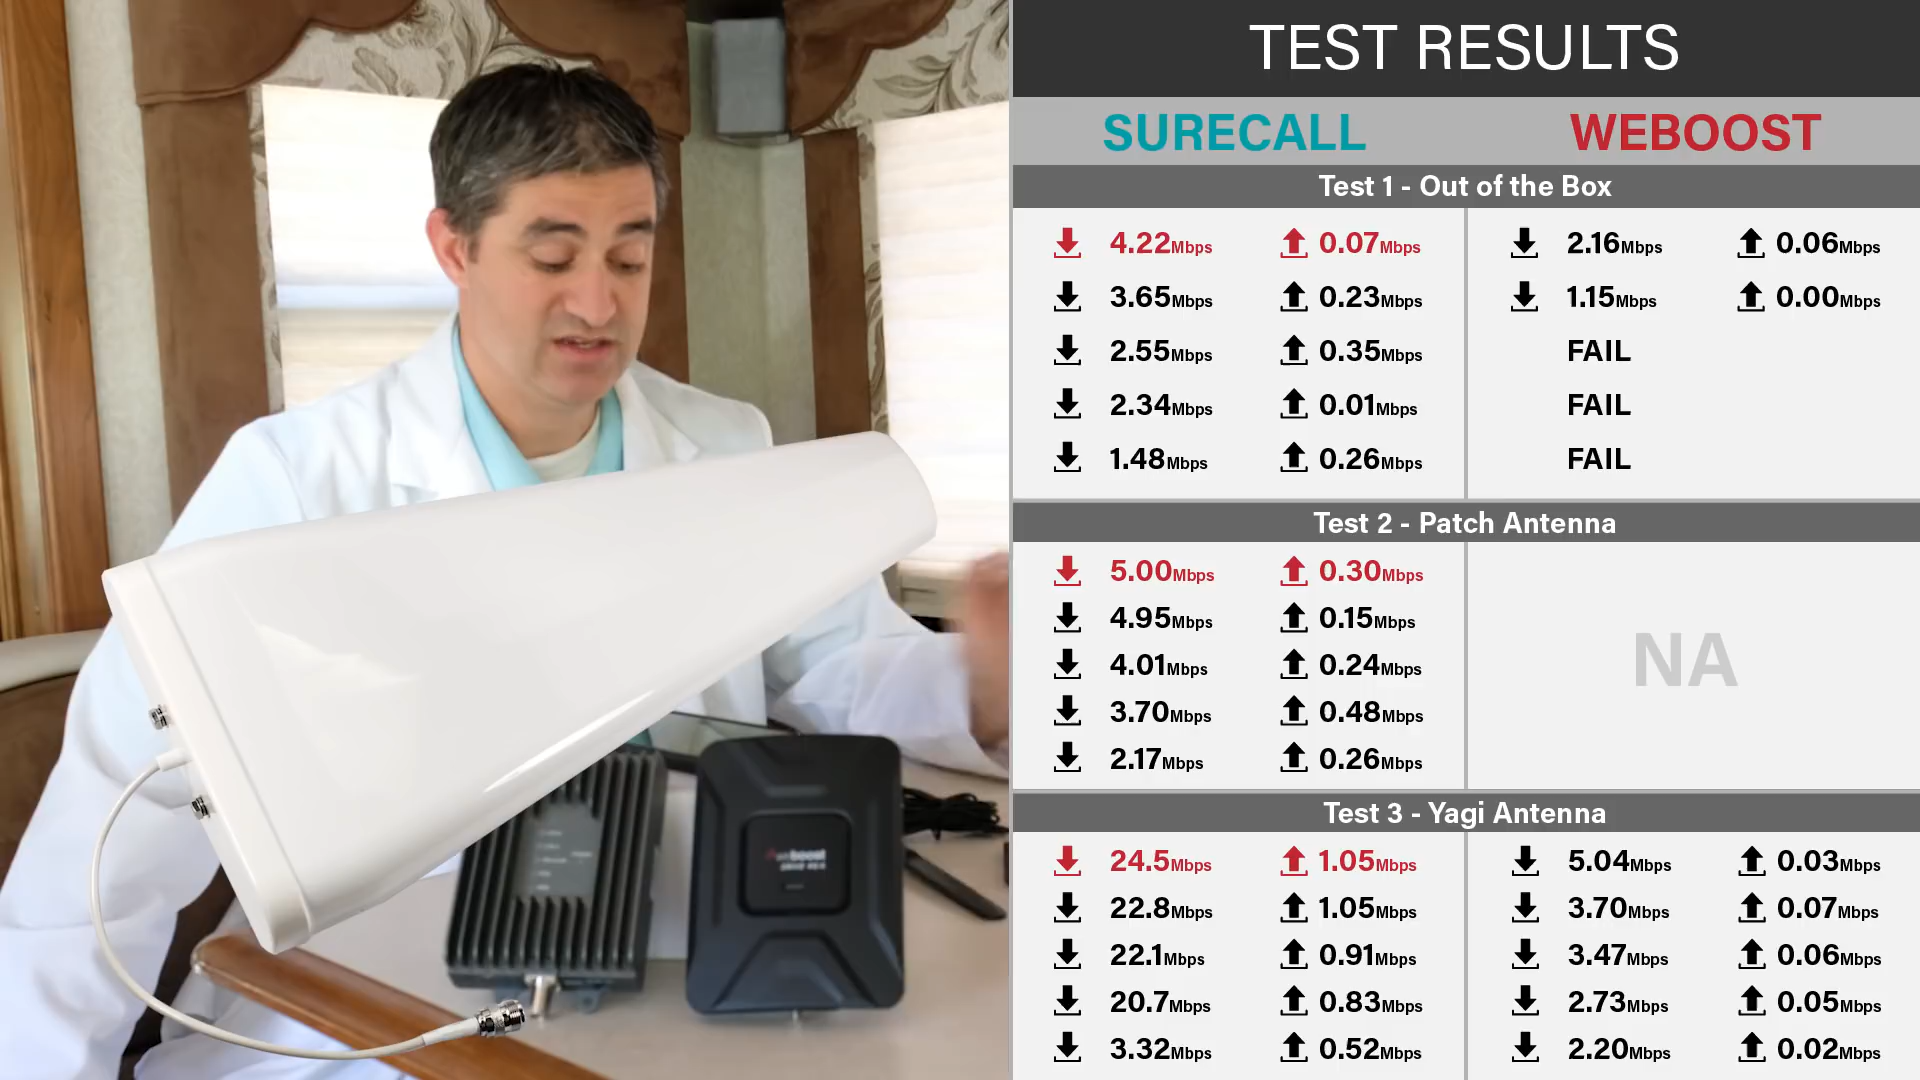 TEST RESULTS
SURECALL WEBOOST
Test 1 - Out of the Box
4.22Mbps 0.07Mbps 2.16Mbps 0.06Mbps
3.65Mbps 0.23Mbps 1.15Mbps 0.00Mbps
2.55Mbps 0.35Mbps FAIL
2.34Mbps 0.01Mbps FAIL
1.48Mbps 0.26Mbps FAIL
Test 2 - Patch Antenna
5.00Mbps 0.30Mbps
4.95Mbps 0.15Mbps
4.01Mbps 0.24Mbps NA
3.70Mbps 0.48Mbps
2.17Mbps 0.26Mbps
Test 3 - Yagi Antenna
24.5Mbps 1.05Mbps 5.04Mbps 0.03Mbps
22.8Mbps 1.05Mbps 3.70Mbps 0.07Mbps
22.1Mbps 0.91Mbps 3.47Mbps 0.06Mbps
20.7Mbps 0.83Mbps 2.73Mbps 0.05Mbps
3.32Mbps 0.52Mbps 2.20Mbps 0.02Mbps